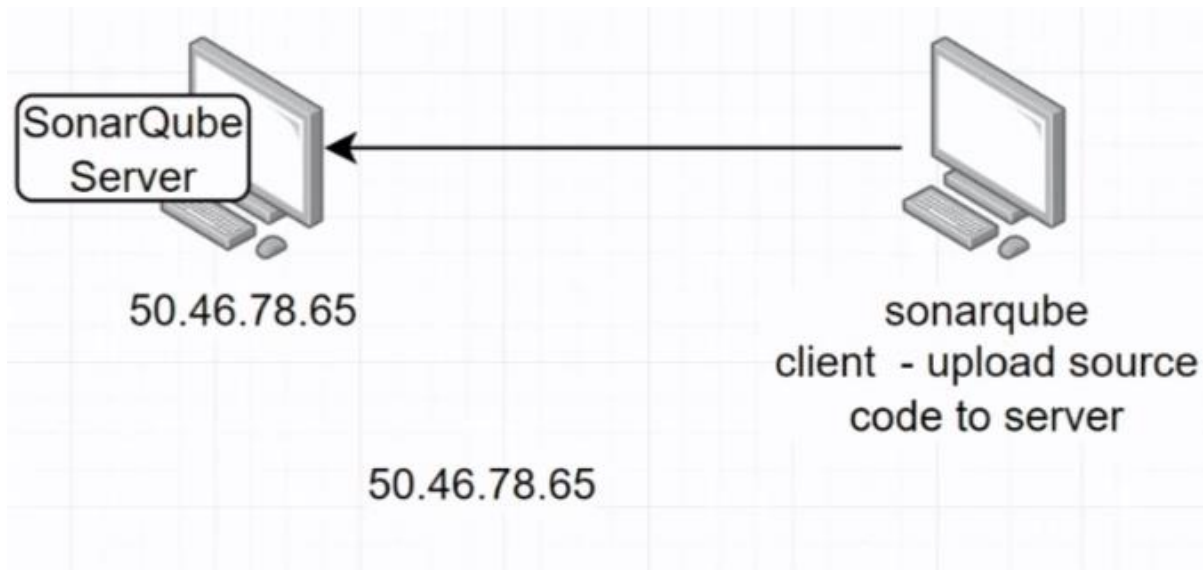 SonarQube
Server
50.46.78.65
sonarqube
client - upload source
code to server
50.46.78.65